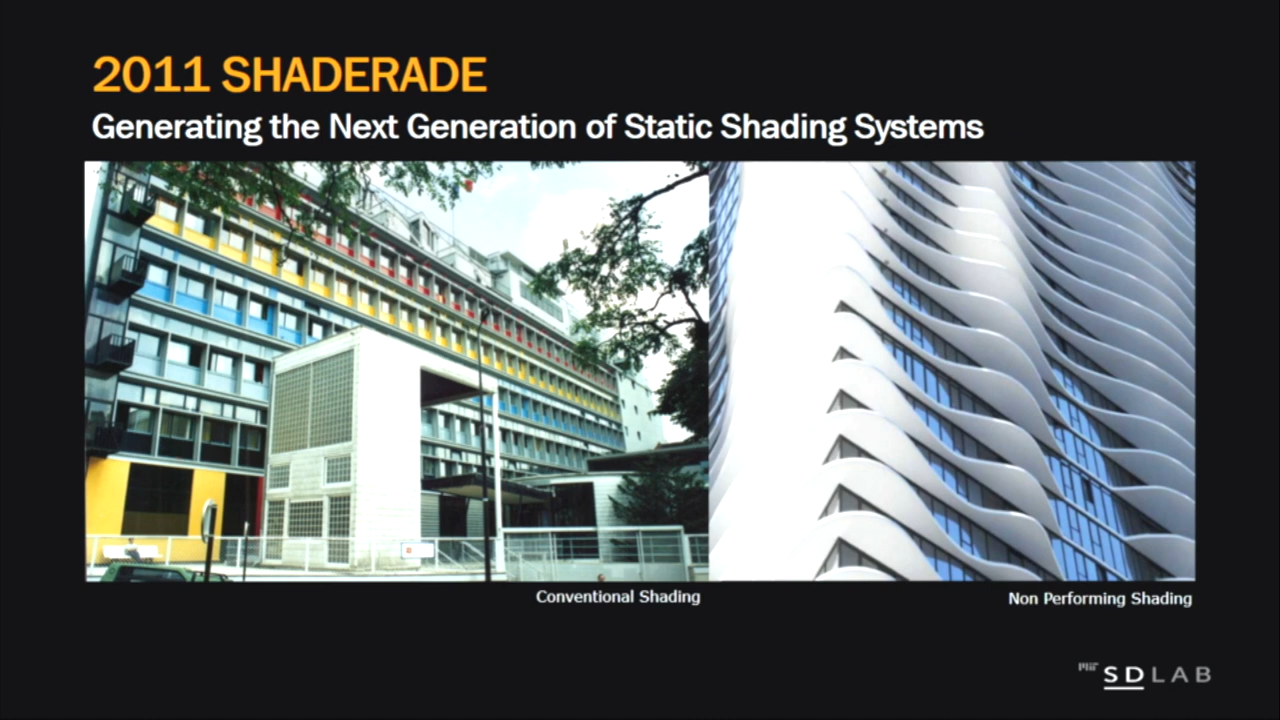 2011 SHADERADE
Generating the Next Generation of Static Shading Systems
Conventional Shading
Non Performing Shading
MIT SDLAB